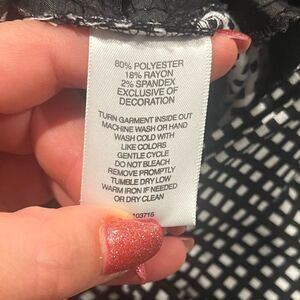 80% POLYESTER
18% RAYON
2% SPANDEX
EXCLUSIVE OF
DECORATION
TURN GARMENT INSIDE OUT
MACHINE WASH OR HAND
WASH COLD WITH
LIKE COLORS
GENTLE CYCLE
DO NOT BLEACH
REMOVE PROMPTLY
TUMBLE DRY LOW
WARM IRON IF NEEDED
OR DRY CLEAN